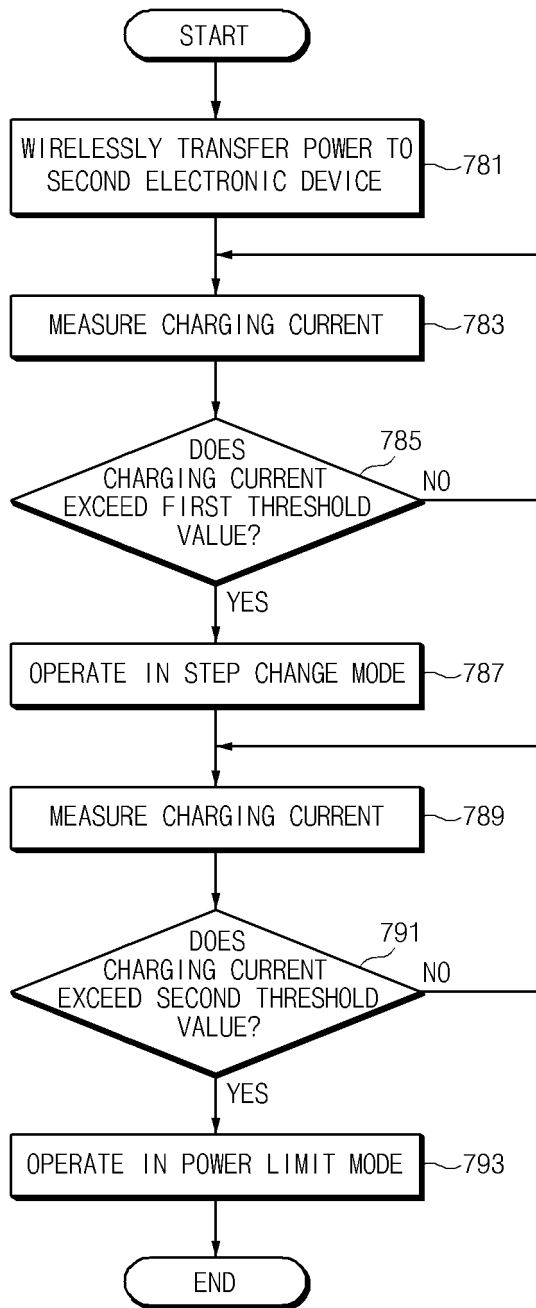 START
WIRELESSLY TRANSFER POWER TO
SECOND ELECTRONIC DEVICE
781
MEASURE CHARGING CURRENT
783
DOES
CHARGING CURRENT
EXCEED FIRST THRESHOLD
VALUE?
785
NO
YES
OPERATE IN STEP CHANGE MODE
787
MEASURE CHARGING CURRENT
789
DOES
CHARGING CURRENT
EXCEED SECOND THRESHOLD
VALUE?
791
NO
YES
OPERATE IN POWER LIMIT MODE
793
END